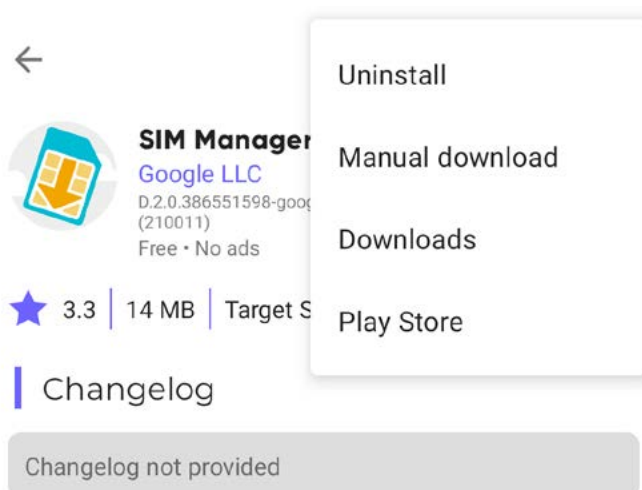 SIM Manager
Google LLC
D.2.0.386551598-goog
(210011)
Free • No ads
3.3
14 MB
Target S
Uninstall
Manual download
Downloads
Play Store
Changelog
Changelog not provided